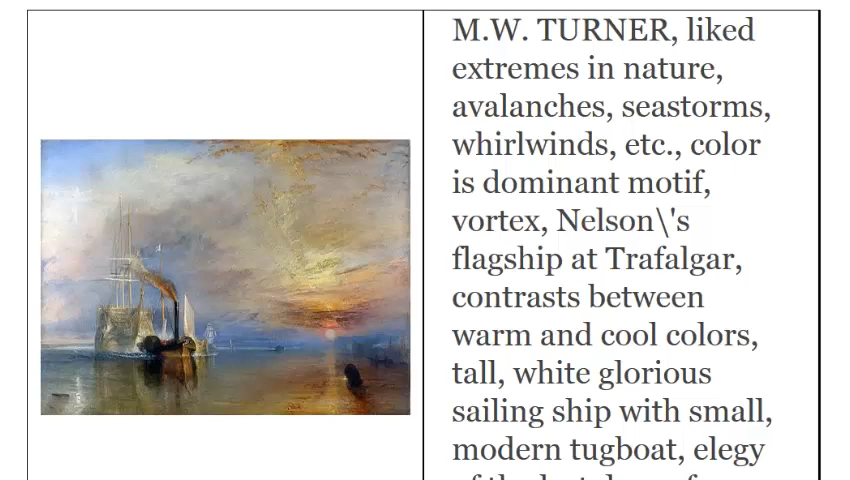 M.W. TURNER, liked
extremes in nature,
avalanches, seastorms,
whirlwinds, etc., color
is dominant motif,
vortex, Nelson\'s
flagship at Trafalgar,
contrasts between
warm and cool colors,
tall, white glorious
sailing ship with small,
modern tugboat, elegy